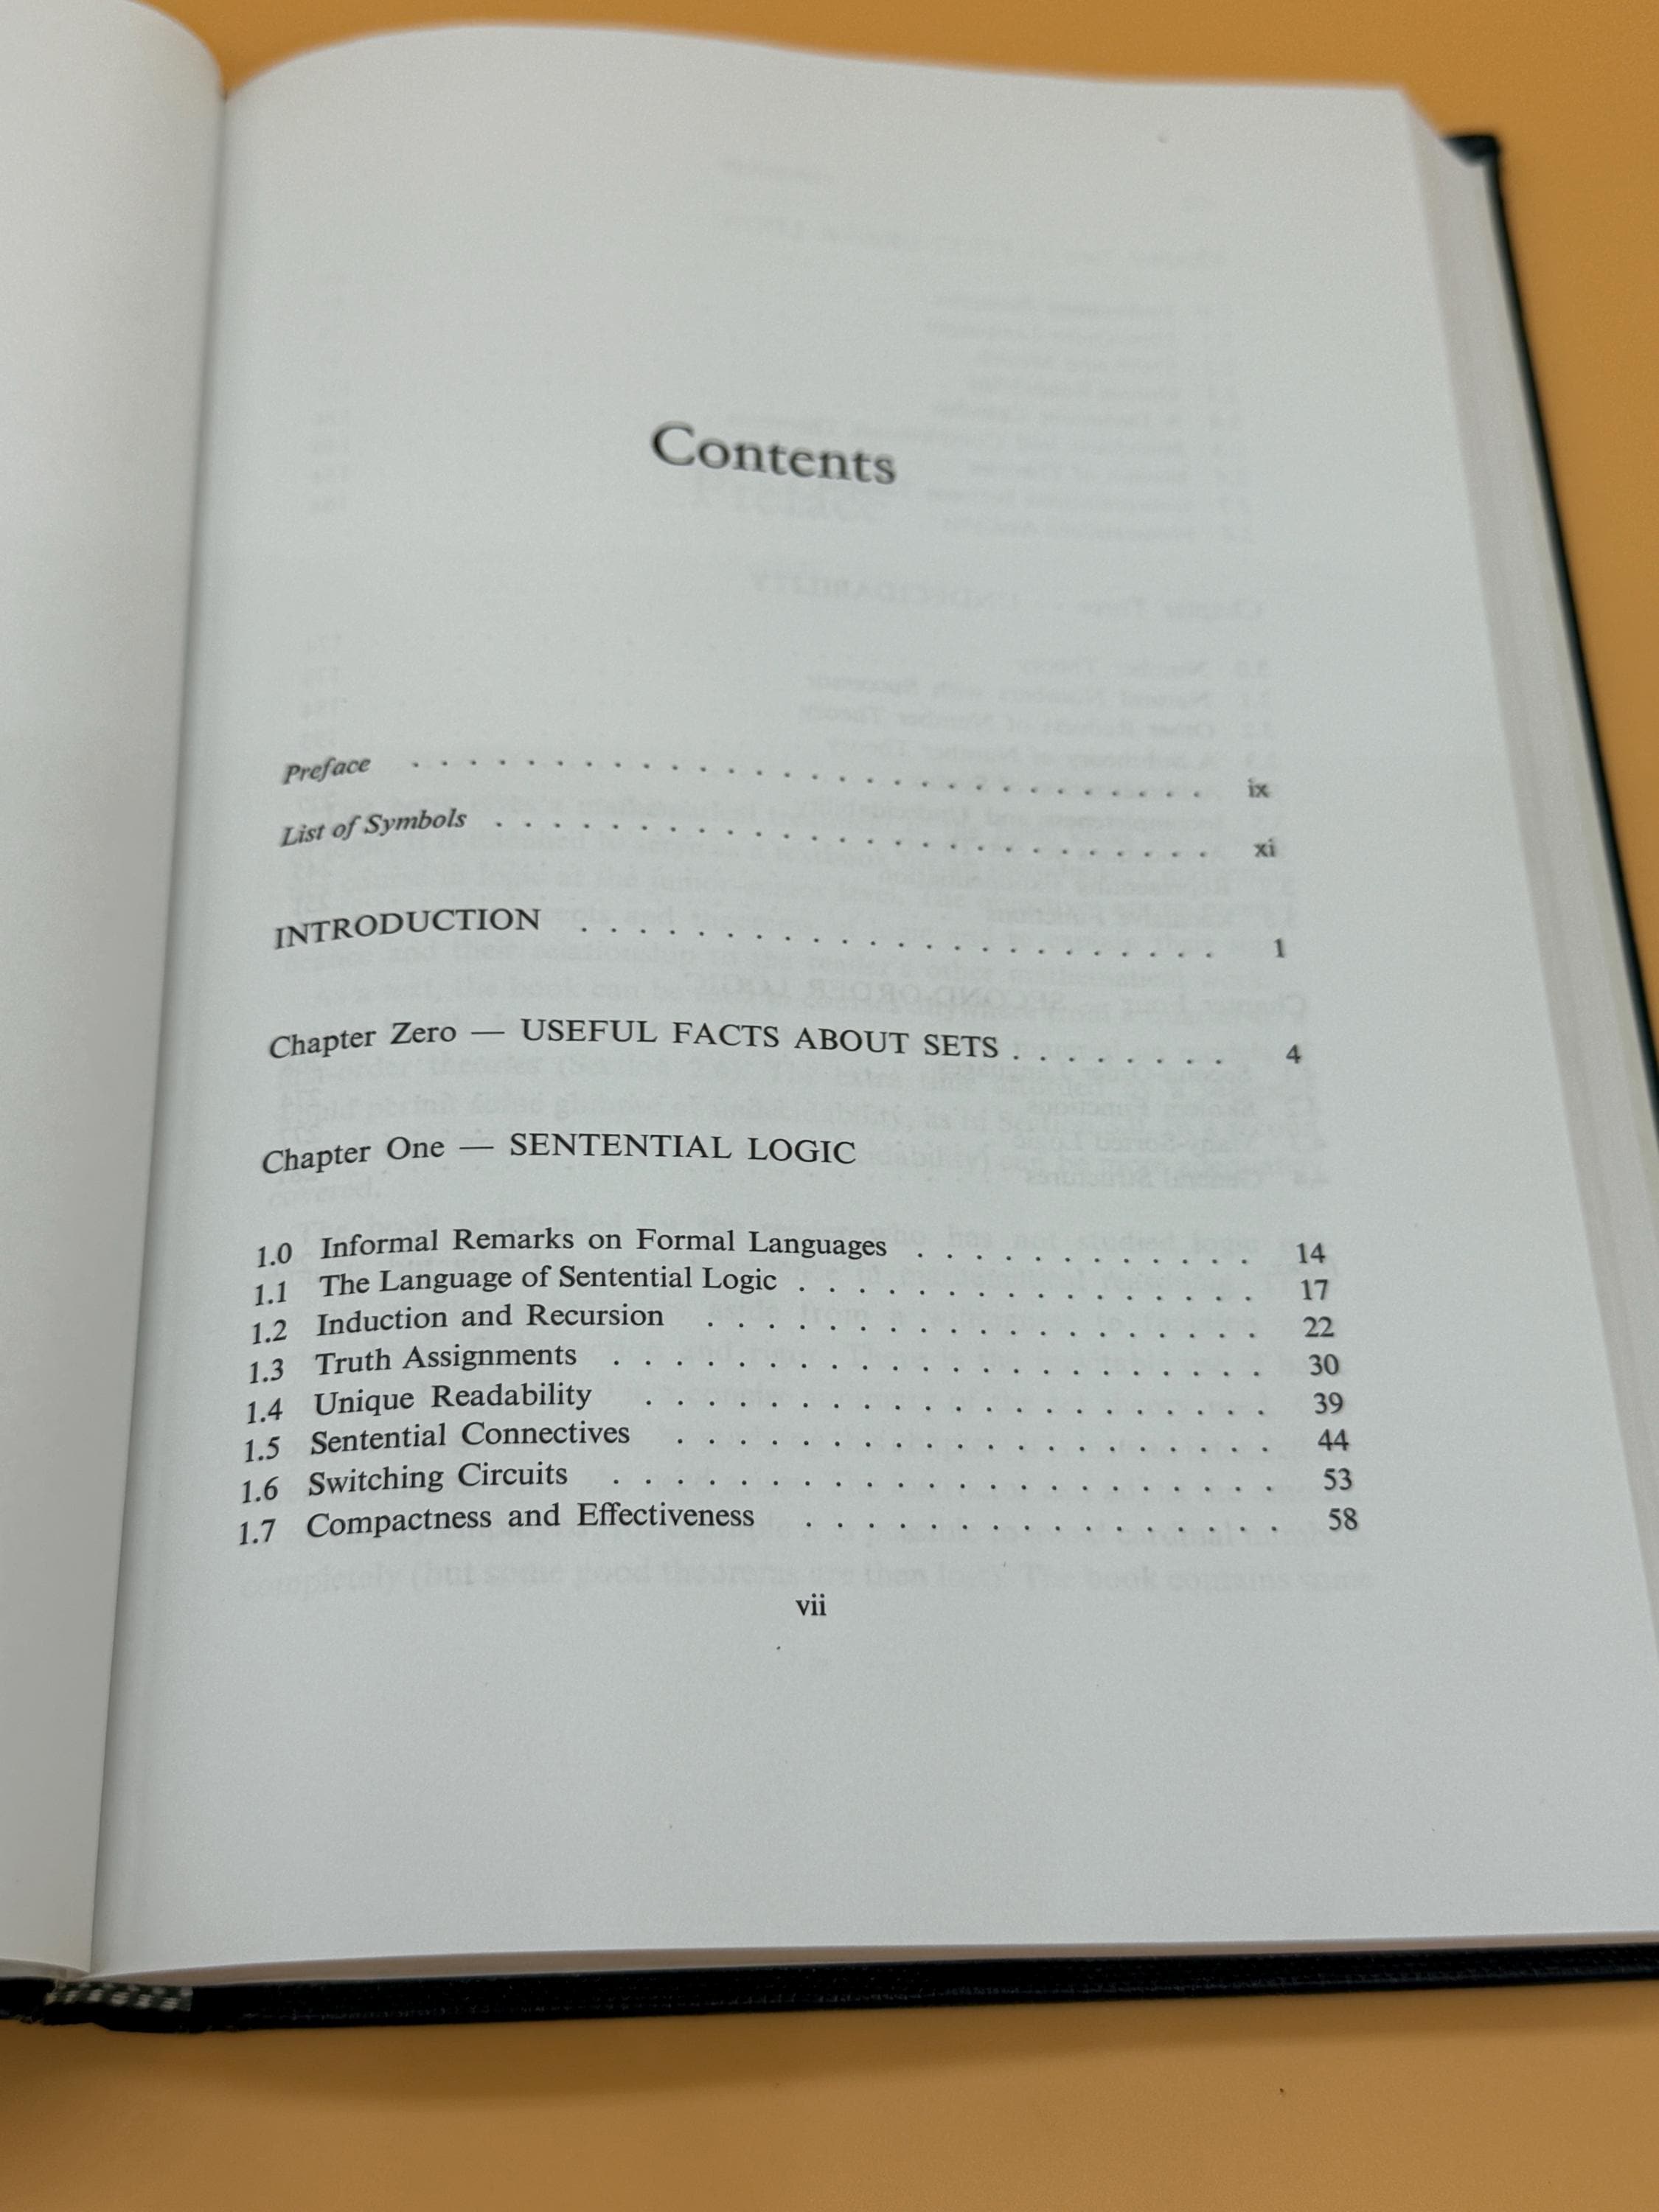 Contents
Preface . . . . . . . . . . . . . . . . . . . . . . . . . . . . ix
List of Symbols . . . . . . . . . . . . . . . . . . . . . . . . . xi
INTRODUCTION . . . . . . . . . . . . . . . . . . . . . . 1
Chapter Zero — USEFUL FACTS ABOUT SETS . . . . . . . . 4
Chapter One — SENTENTIAL LOGIC
1.0 Informal Remarks on Formal Languages . . . . . . . . . . . . 14
1.1 The Language of Sentential Logic . . . . . . . . . . . . . . . . 17
1.2 Induction and Recursion . . . . . . . . . . . . . . . . . . . 22
1.3 Truth Assignments . . . . . . . . . . . . . . . . . . . . . . 30
1.4 Unique Readability . . . . . . . . . . . . . . . . . . . . . 39
1.5 Sentential Connectives . . . . . . . . . . . . . . . . . . . . 44
1.6 Switching Circuits . . . . . . . . . . . . . . . . . . . . . . 53
1.7 Compactness and Effectiveness . . . . . . . . . . . . . . . . 58
vii